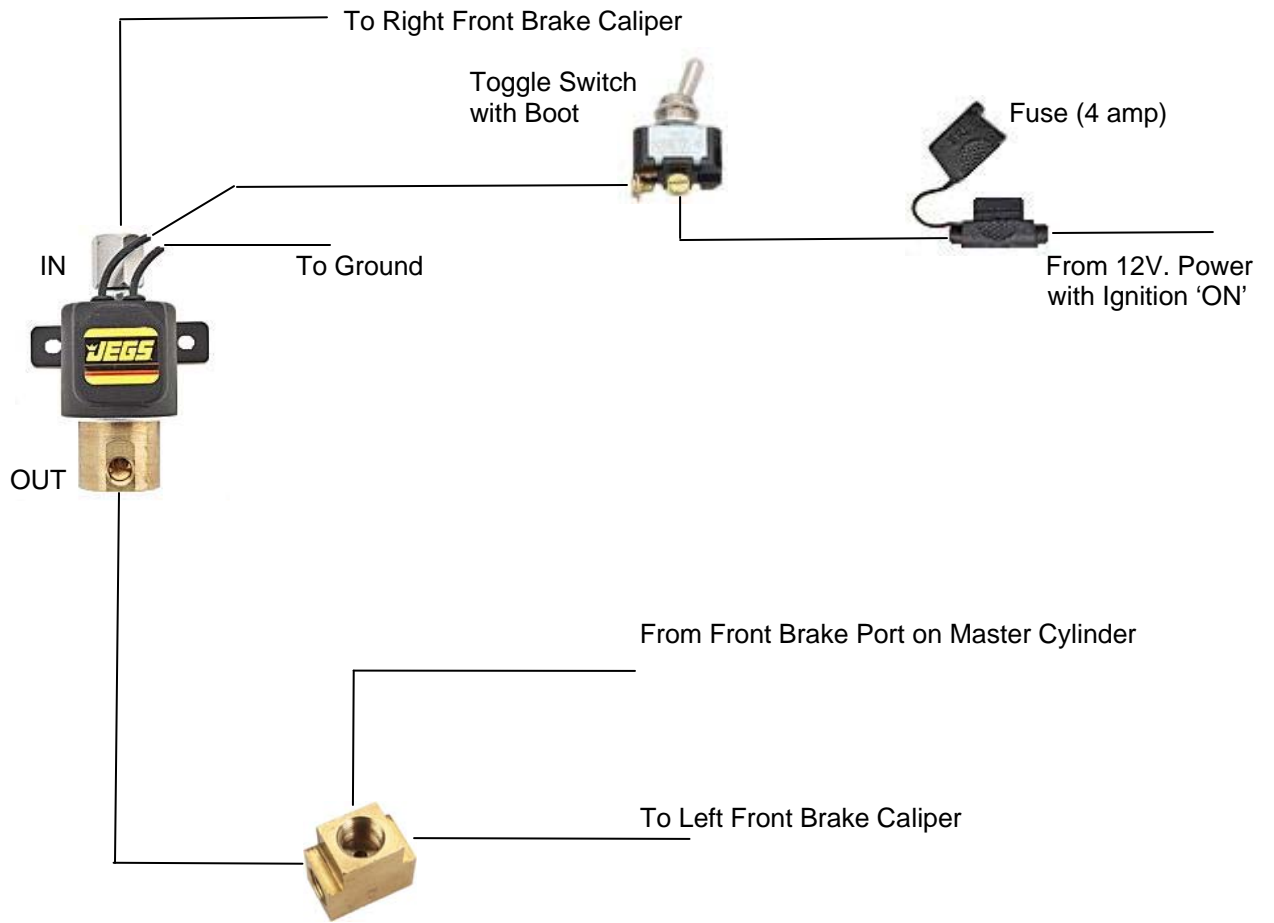 To Right Front Brake Caliper
Toggle Switch
with Boot
Fuse (4 amp)
IN
To Ground
From 12V. Power
with Ignition ‘ON’
JEGS
OUT
From Front Brake Port on Master Cylinder
To Left Front Brake Caliper